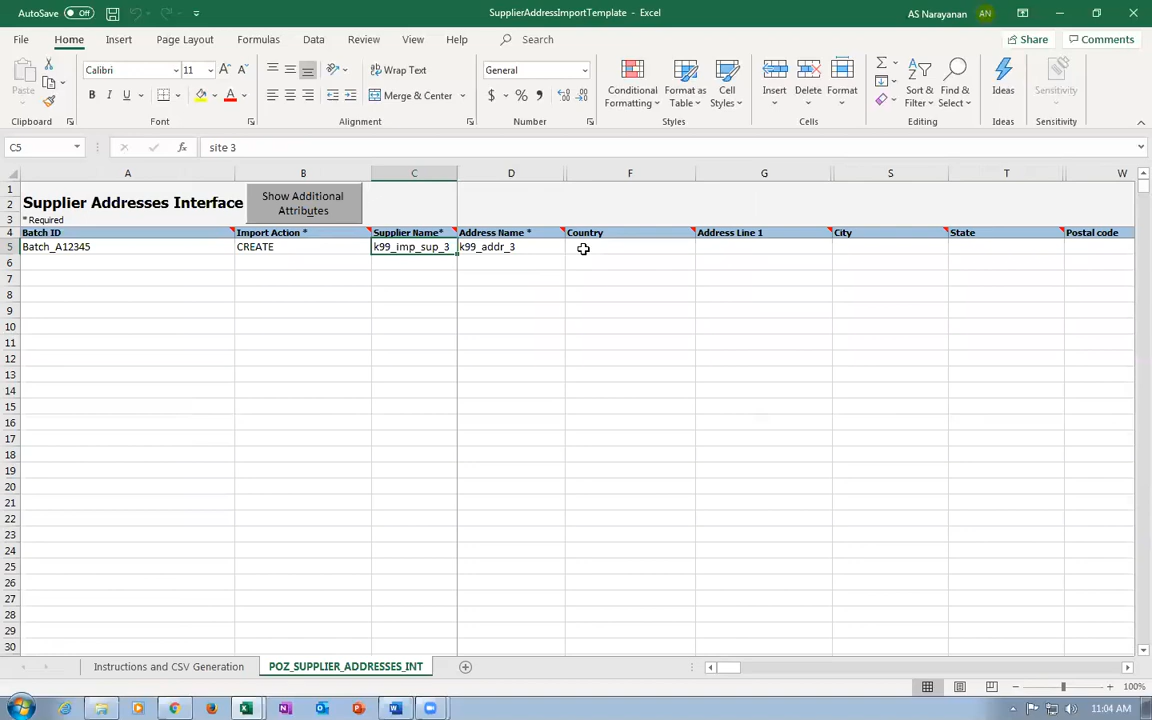 AutoSave Off SupplierAddressImportTemplate - Excel AS Narayanan AN
File Home Insert Page Layout Formulas Data Review View Help Search Share Comments
Paste Calibri 11 Wrap Text General Conditional Formatting Format as Table Cell Styles Insert Delete Format Sort & Filter Find & Select Ideas Sensitivity
B I U Merge & Center $ % 9
Clipboard Font Alignment Number Styles Cells Editing Ideas Sensitivity
C5 fx site 3
A B C D F G S T W
1
2 Supplier Addresses Interface Show Additional Attributes
3 * Required
4 Batch ID Import Action * Supplier Name* Address Name * Country Address Line 1 City State Postal code
5 Batch_A12345 CREATE k99_imp_sup_3 k99_addr_3
6
7
8
9
10
11
12
13
14
15
16
17
18
19
20
21
22
23
24
25
26
27
28
29
30
Instructions and CSV Generation POZ_SUPPLIER_ADDRESSES_INT
100%
11:04 AM